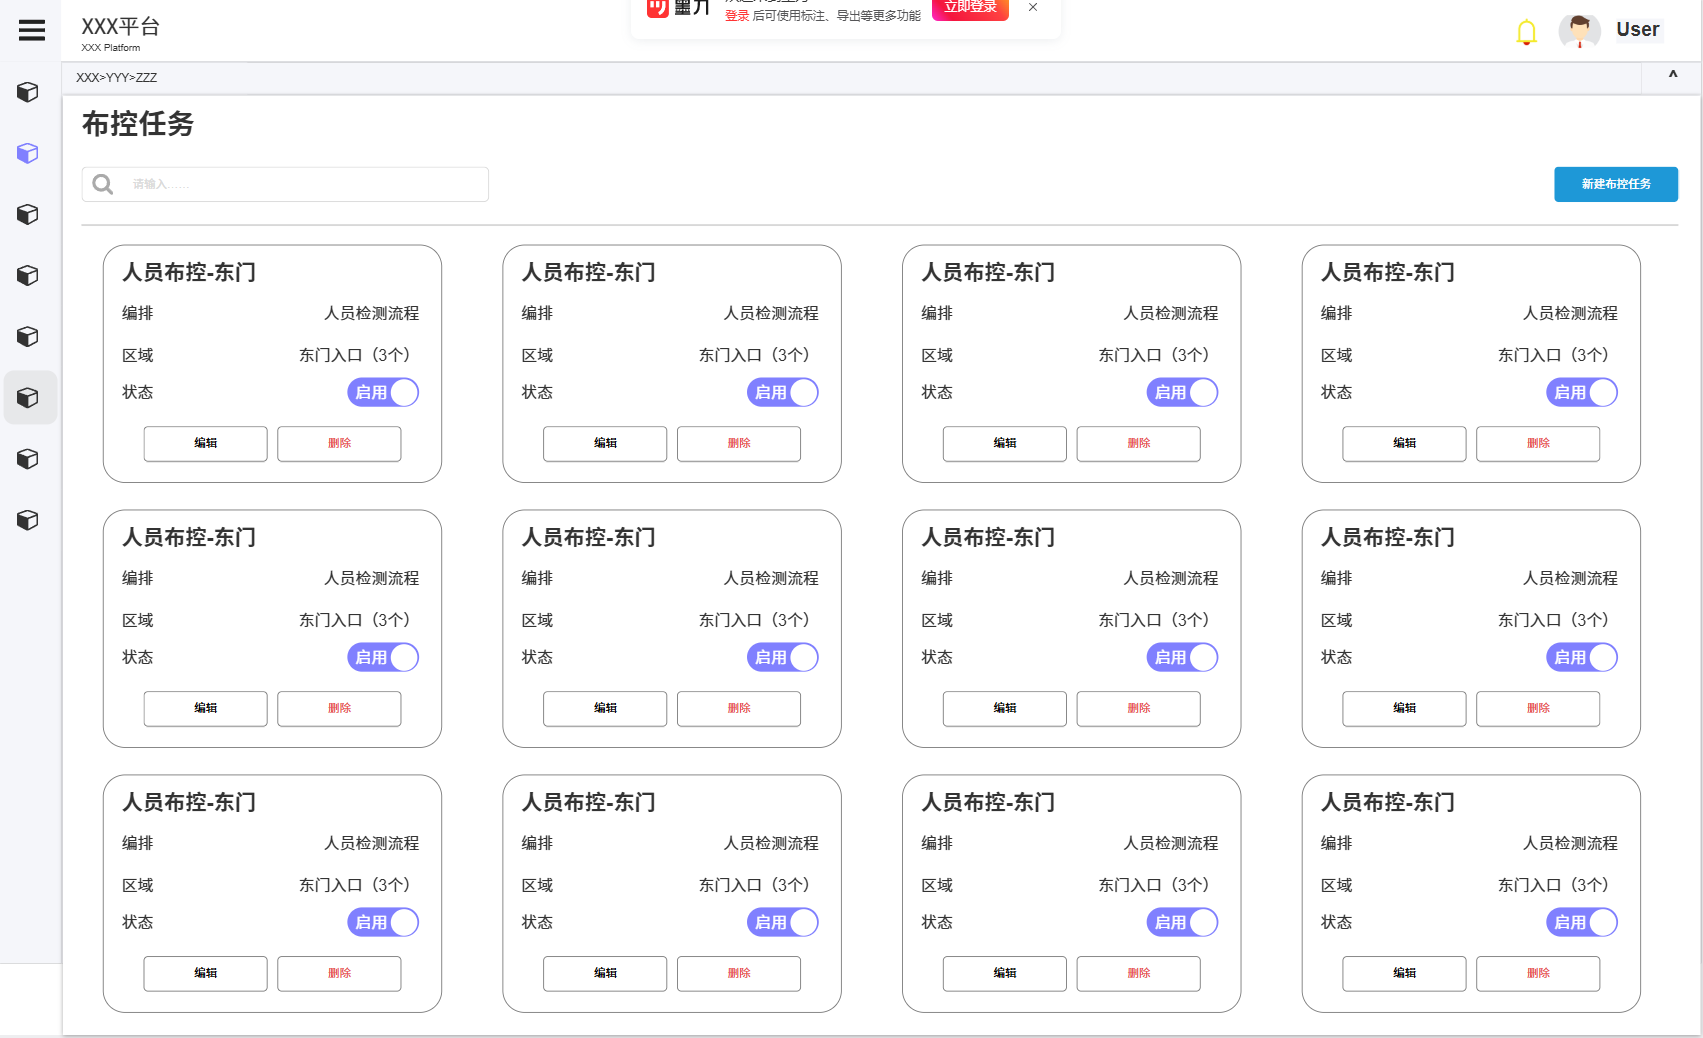 XXX平台
XXX Platform
墨刀
登录 后可使用标注、导出等更多功能
立即登录
User
XXX>YYY>ZZZ
布控任务
请输入......
新建布控任务
人员布控-东门 人员布控-东门 人员布控-东门 人员布控-东门
编排 人员检测流程 编排 人员检测流程 编排 人员检测流程 编排 人员检测流程
区域 东门入口（3个） 区域 东门入口（3个） 区域 东门入口（3个） 区域 东门入口（3个）
状态 启用 状态 启用 状态 启用 状态 启用
编辑 删除 编辑 删除 编辑 删除 编辑 删除
人员布控-东门 人员布控-东门 人员布控-东门 人员布控-东门
编排 人员检测流程 编排 人员检测流程 编排 人员检测流程 编排 人员检测流程
区域 东门入口（3个） 区域 东门入口（3个） 区域 东门入口（3个） 区域 东门入口（3个）
状态 启用 状态 启用 状态 启用 状态 启用
编辑 删除 编辑 删除 编辑 删除 编辑 删除
人员布控-东门 人员布控-东门 人员布控-东门 人员布控-东门
编排 人员检测流程 编排 人员检测流程 编排 人员检测流程 编排 人员检测流程
区域 东门入口（3个） 区域 东门入口（3个） 区域 东门入口（3个） 区域 东门入口（3个）
状态 启用 状态 启用 状态 启用 状态 启用
编辑 删除 编辑 删除 编辑 删除 编辑 删除